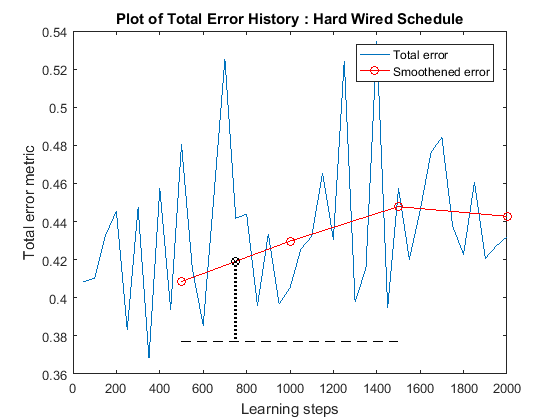 Plot of Total Error History : Hard Wired Schedule
Total error
Smoothened error
Total error metric
0.54
0.52
0.5
0.48
0.46
0.44
0.42
0.4
0.38
0.36
0 200 400 600 800 1000 1200 1400 1600 1800 2000
Learning steps